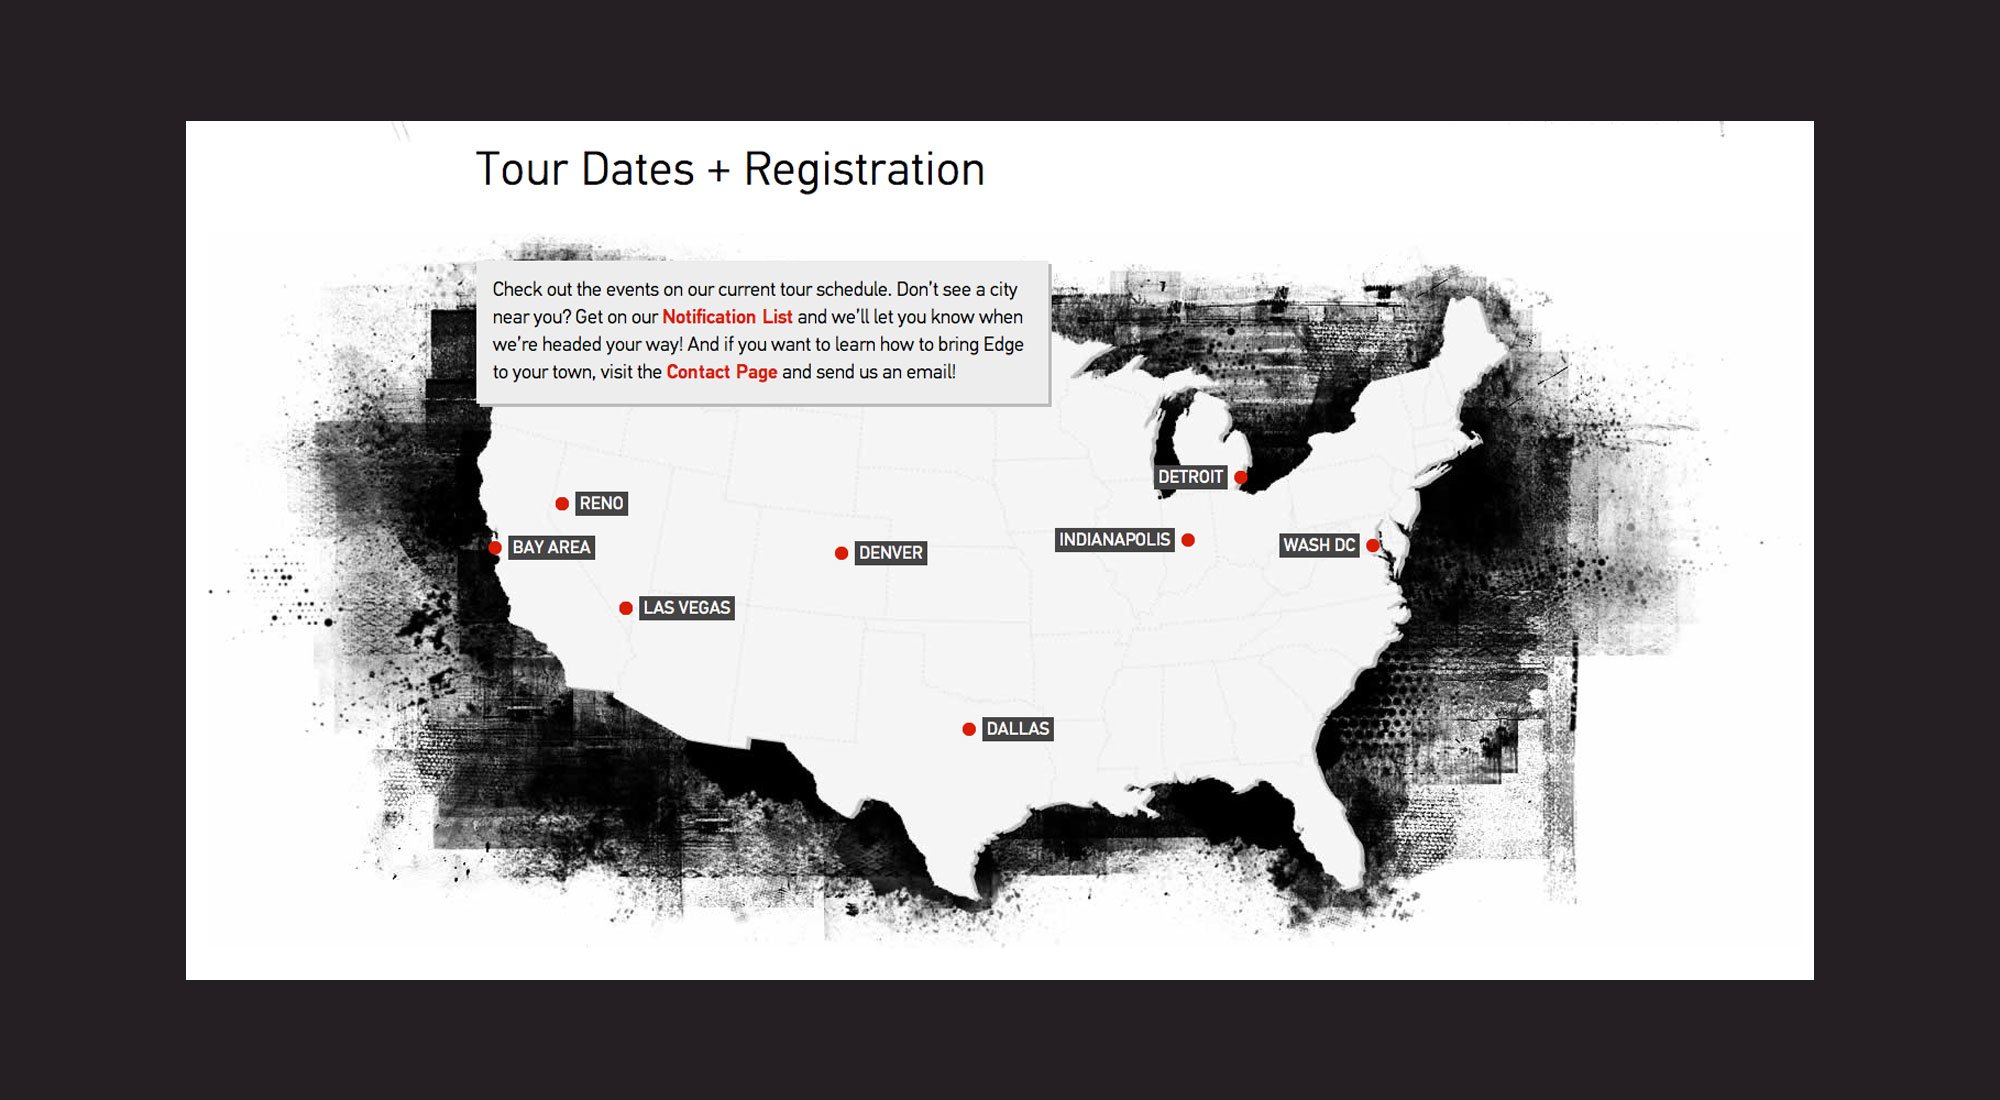 Tour Dates + Registration
Check out the events on our current tour schedule. Don't see a city
near you? Get on our Notification List and we'll let you know when
we're headed your way! And if you want to learn how to bring Edge
to your town, visit the Contact Page and send us an email!
DETROIT
RENO
BAY AREA
DENVER
INDIANAPOLIS
WASH DC
LAS VEGAS
DALLAS